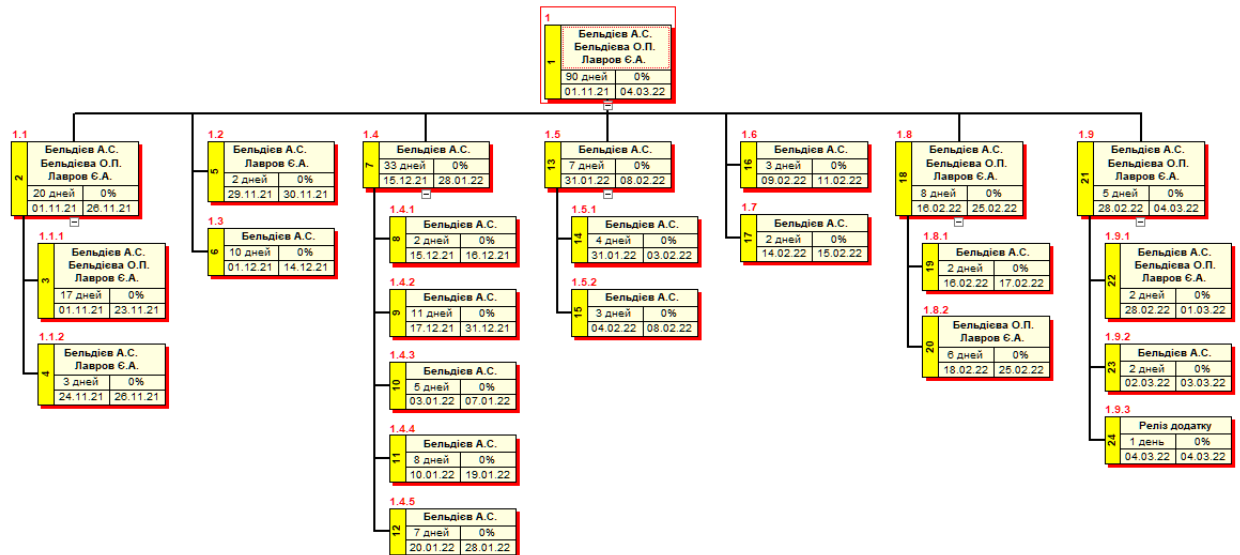 1
Бельдієв А.С.
Бельдієва О.П.
Лавров Є.А.
1
90 дней 0%
01.11.21 04.03.22
1.1
Бельдієв А.С.
Бельдієва О.П.
Лавров Є.А.
2
20 дней 0%
01.11.21 26.11.21
1.1.1
Бельдієв А.С.
Бельдієва О.П.
Лавров Є.А.
3
17 дней 0%
01.11.21 23.11.21
1.1.2
Бельдієв А.С.
Лавров Є.А.
4
3 дней 0%
24.11.21 26.11.21
1.2
Бельдієв А.С.
Лавров Є.А.
5
2 дней 0%
29.11.21 30.11.21
1.3
Бельдієв А.С.
6
10 дней 0%
01.12.21 14.12.21
1.4
Бельдієв А.С.
7
33 дней 0%
15.12.21 28.01.22
1.4.1
Бельдієв А.С.
8
2 дней 0%
15.12.21 16.12.21
1.4.2
Бельдієв А.С.
9
11 дней 0%
17.12.21 31.12.21
1.4.3
Бельдієв А.С.
10
5 дней 0%
03.01.22 07.01.22
1.4.4
Бельдієв А.С.
11
8 дней 0%
10.01.22 19.01.22
1.4.5
Бельдієв А.С.
12
7 дней 0%
20.01.22 28.01.22
1.5
Бельдієв А.С.
13
7 дней 0%
31.01.22 08.02.22
1.5.1
Бельдієв А.С.
14
4 дней 0%
31.01.22 03.02.22
1.5.2
Бельдієв А.С.
15
3 дней 0%
04.02.22 08.02.22
1.6
Бельдієв А.С.
16
3 дней 0%
09.02.22 11.02.22
1.7
Бельдієв А.С.
17
2 дней 0%
14.02.22 15.02.22
1.8
Бельдієв А.С.
Бельдієва О.П.
Лавров Є.А.
18
8 дней 0%
16.02.22 25.02.22
1.8.1
Бельдієв А.С.
19
2 дней 0%
16.02.22 17.02.22
1.8.2
Бельдієва О.П.
Лавров Є.А.
20
6 дней 0%
18.02.22 25.02.22
1.9
Бельдієв А.С.
Бельдієва О.П.
Лавров Є.А.
21
5 дней 0%
28.02.22 04.03.22
1.9.1
Бельдієв А.С.
Бельдієва О.П.
Лавров Є.А.
22
2 дней 0%
28.02.22 01.03.22
1.9.2
Бельдієв А.С.
23
2 дней 0%
02.03.22 03.03.22
1.9.3
Реліз додатку
24
1 день 0%
04.03.22 04.03.22